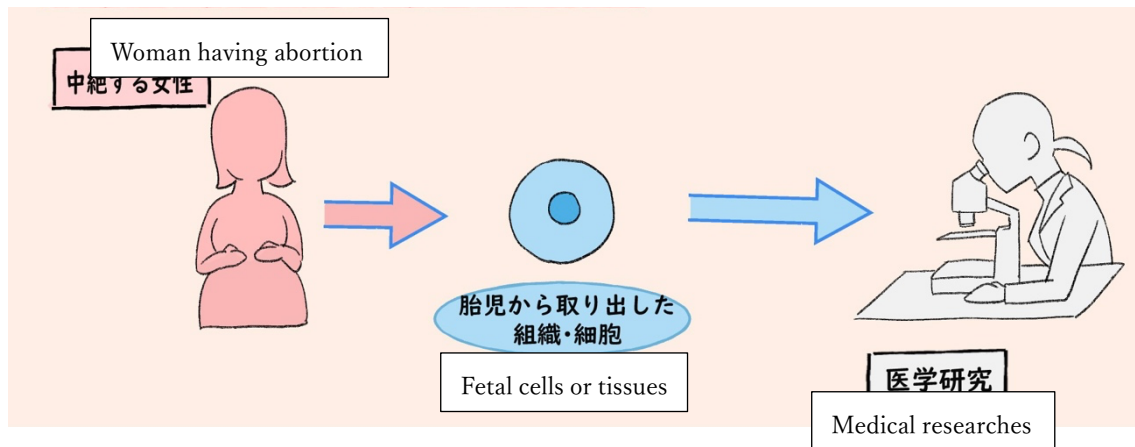 Woman having abortion
中絶する女性
胎児から取り出した
組織・細胞
Fetal cells or tissues
医学研究
Medical researches